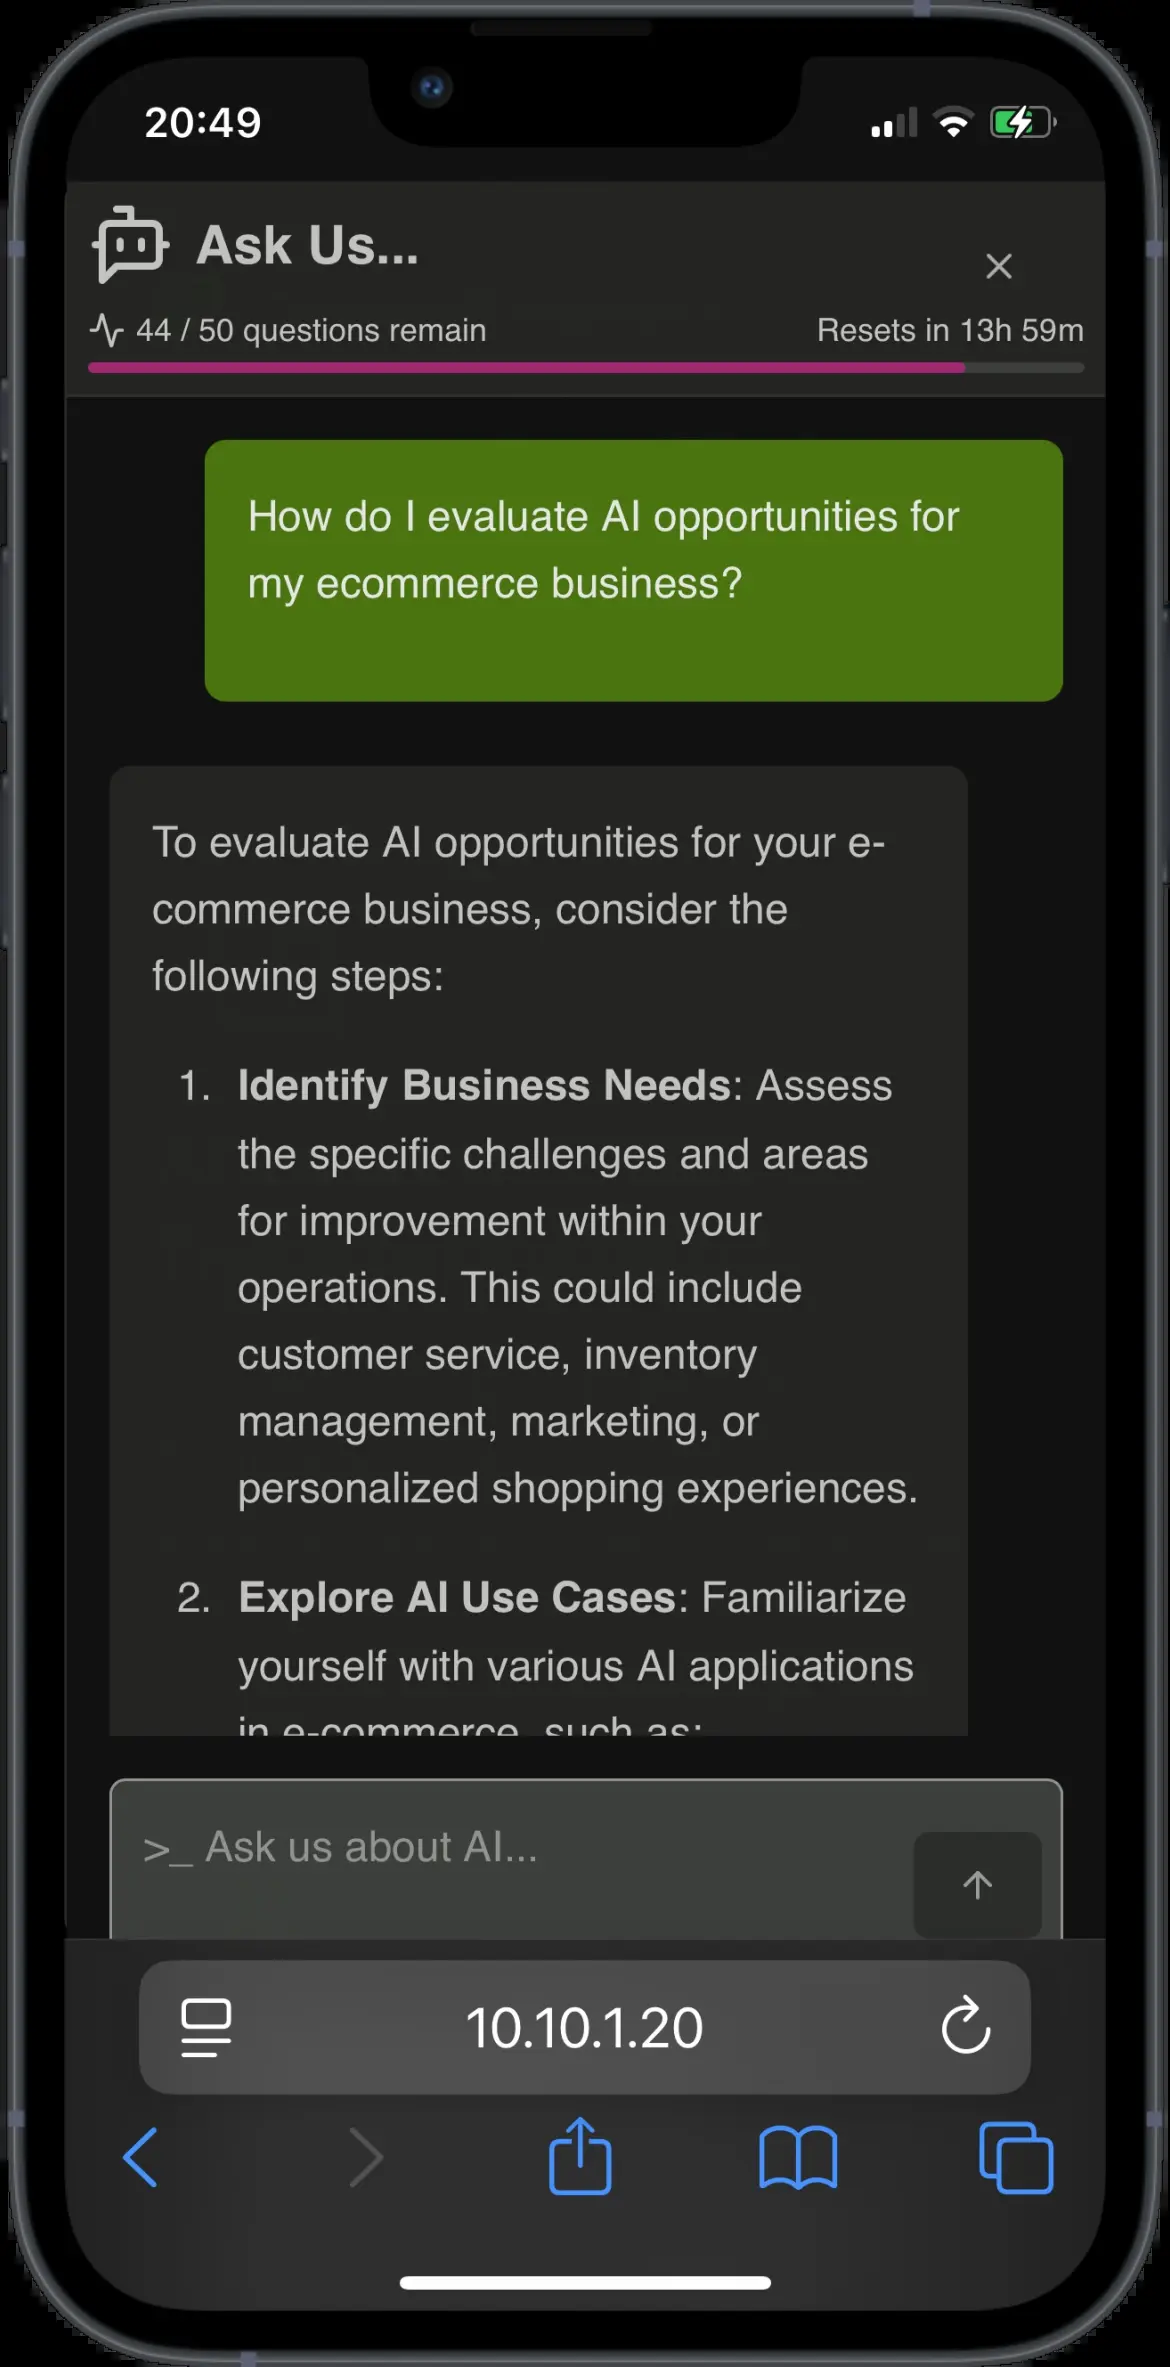 20:49
Ask Us...
44 / 50 questions remain
Resets in 13h 59m
How do I evaluate AI opportunities for
my ecommerce business?
To evaluate AI opportunities for your e-
commerce business, consider the
following steps:
1. Identify Business Needs: Assess
the specific challenges and areas
for improvement within your
operations. This could include
customer service, inventory
management, marketing, or
personalized shopping experiences.
2. Explore AI Use Cases: Familiarize
yourself with various AI applications
in e-commerce, such as:
>_ Ask us about AI...
10.10.1.20